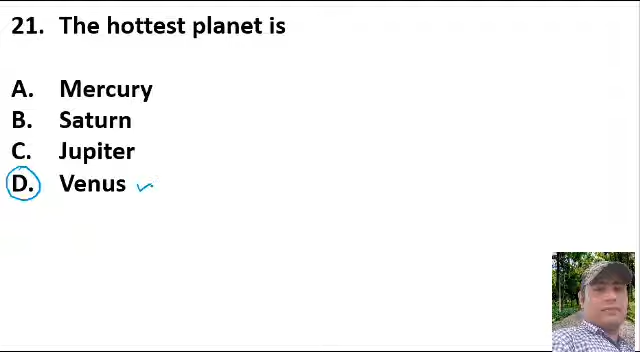 21. The hottest planet is
A. Mercury
B. Saturn
C. Jupiter
D. Venus